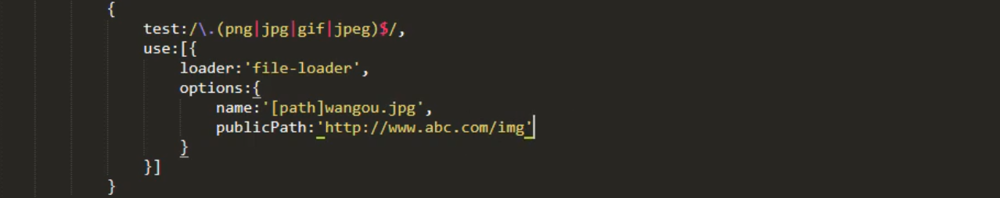 {
test:/\.(png|jpg|gif|jpeg)$/,
use:[{
loader:'file-loader',
options:{
name:'[path]wangou.jpg',
publicPath:'http://www.abc.com/img'
}
}]
}